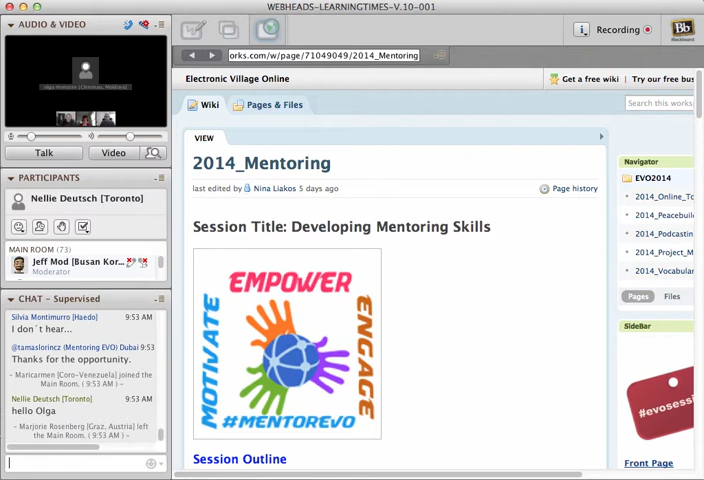 WEBHEADS-LEARNINGTIMES-V.10-001
AUDIO & VIDEO
Talk
Video
PARTICIPANTS
Nellie Deutsch [Toronto]
MAIN ROOM (73)
Jeff Mod [Busan Kor...
Moderator
CHAT - Supervised
Silvia Montimurro [Haedo] 9:53 AM
I don´t hear...
@tamaslorincz (Mentoring EVO) Dubai 9:53
Thanks for the opportunity.
- Maricarmen [Coro-Venezuela] joined the
Main Room. ( 9:53 AM ) -
Nellie Deutsch [Toronto] 9:53 AM
hello Olga
- Marjorie Rosenberg [Graz, Austria] left
the Main Room. ( 9:53 AM ) -
i
Recording
Bb
orks.com/w/page/71049049/2014_Mentoring
Electronic Village Online
Get a free wiki | Try our free bus
Wiki
Pages & Files
Search this works
VIEW
2014_Mentoring
last edited by Nina Liakos 5 days ago
Page history
Session Title: Developing Mentoring Skills
EMPOWER
MOTIVATE
ENGAGE
#MENTOREVO
Session Outline
Navigator
EVO2014
2014_Online_To
2014_Peacebuil
2014_Podcastin
2014_Project_M
2014_Vocabular
Pages
Files
SideBar
#evosessi
Front Page